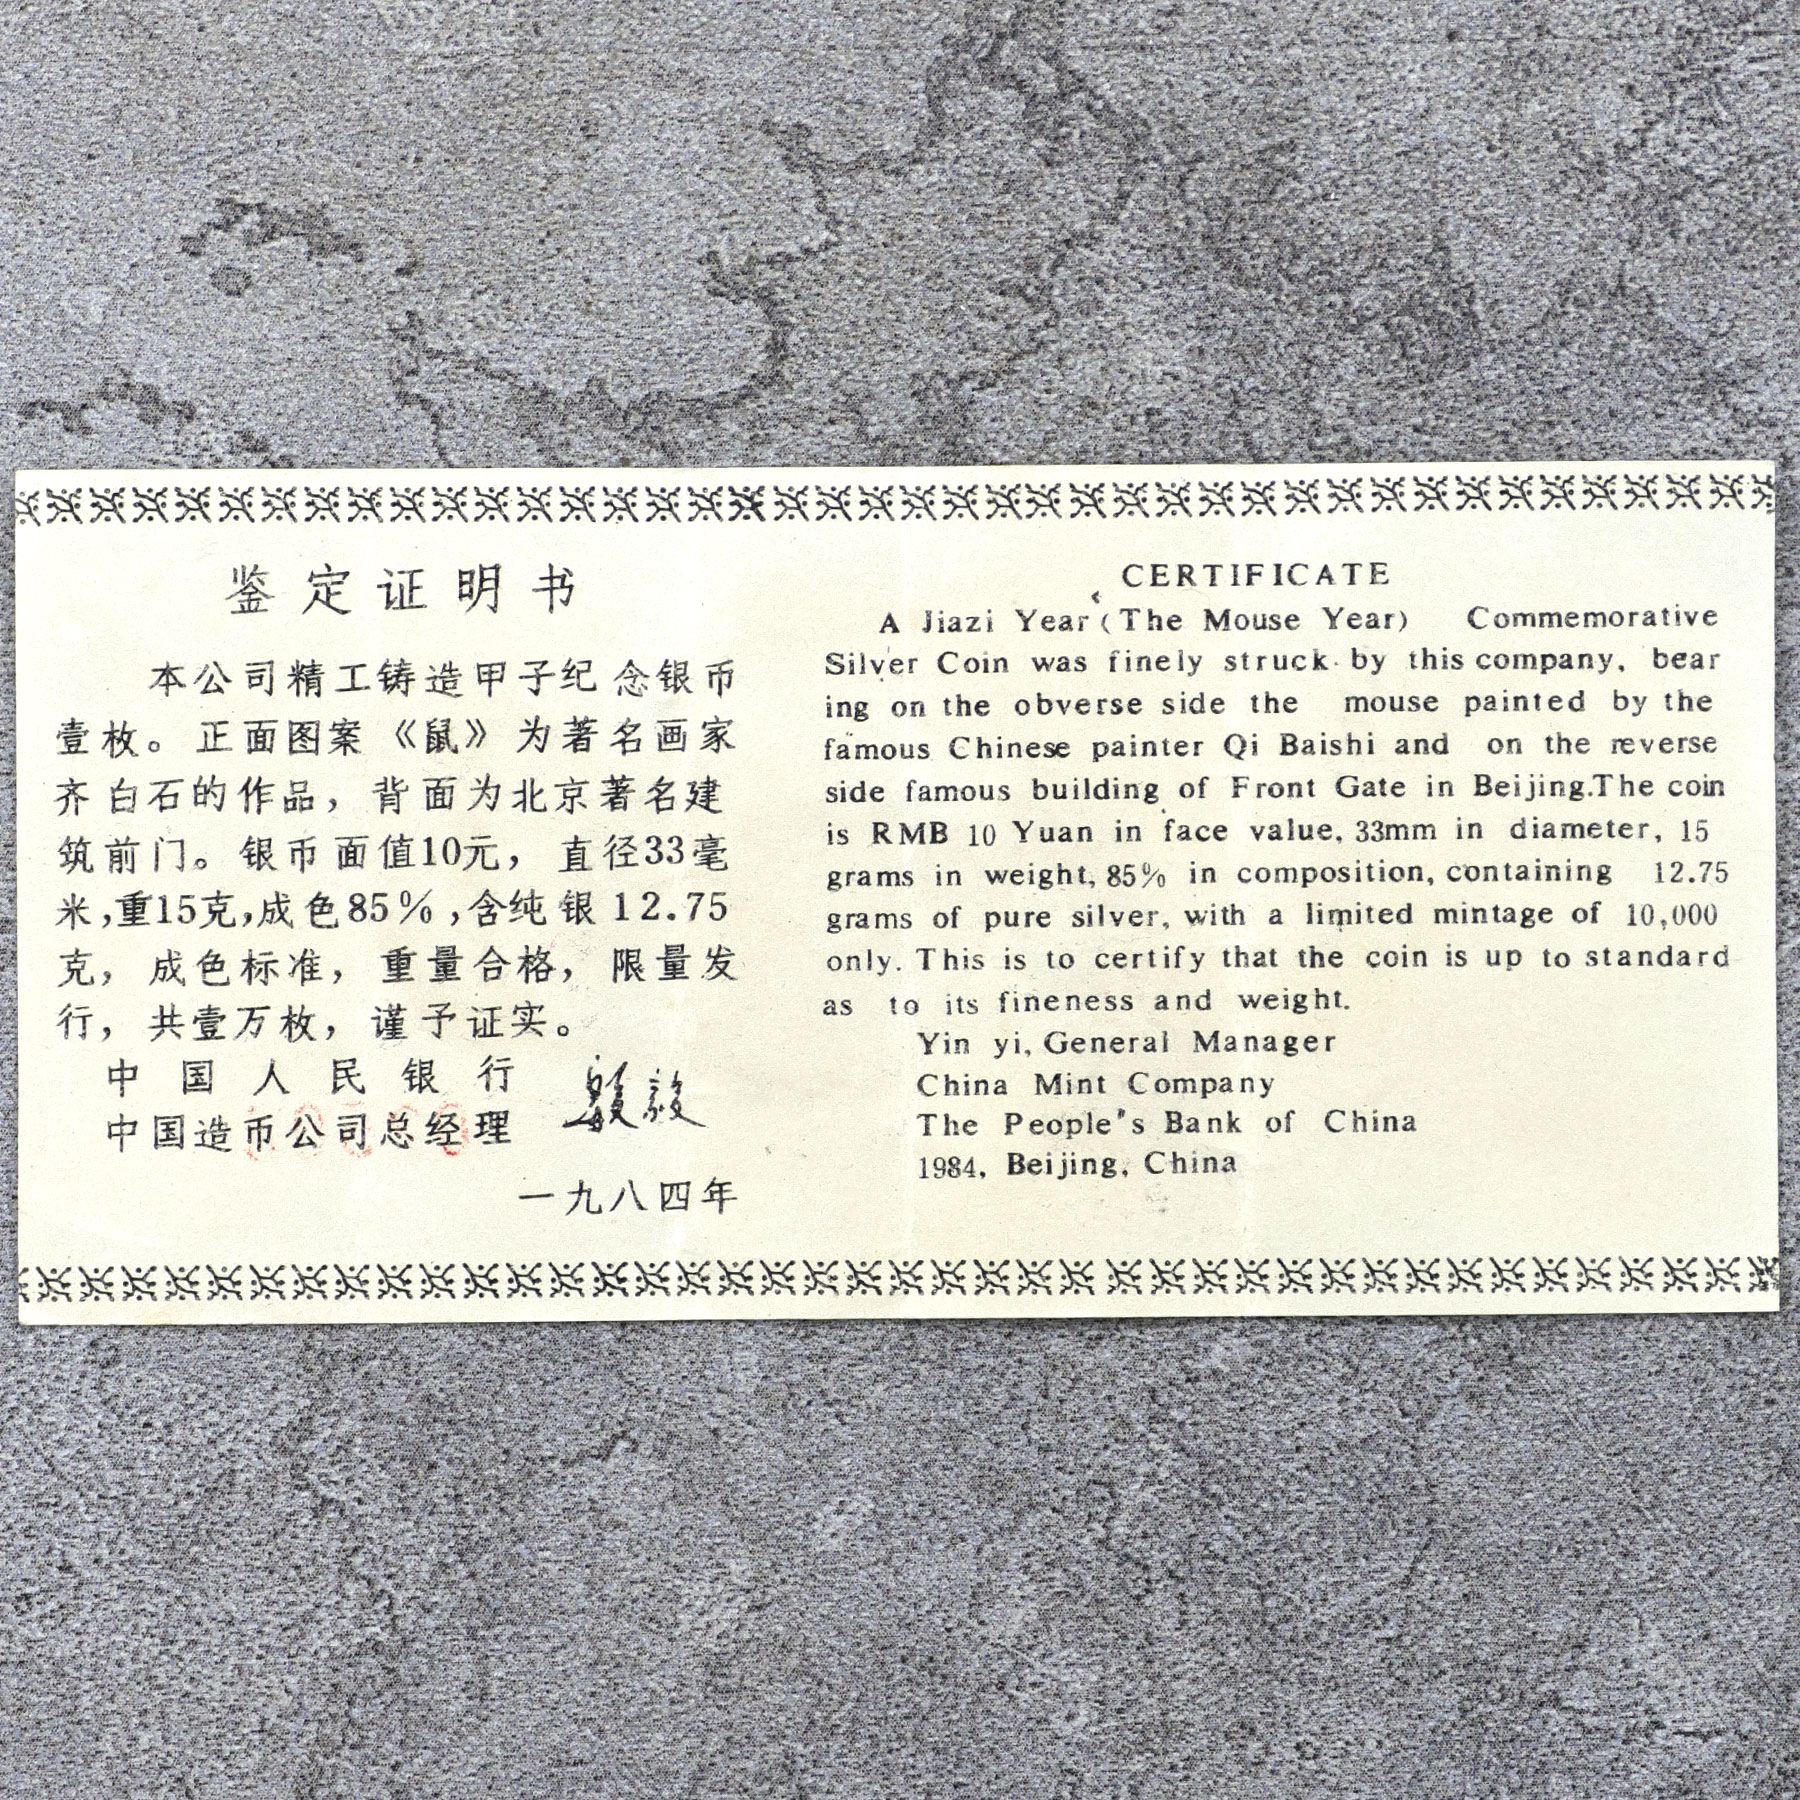 鉴定证明书
本公司精工铸造甲子纪念银币
壹枚。正面图案《鼠》为著名画家
齐白石的作品，背面为北京著名建
筑前门。银币面值10元，直径33毫
米,重15克,成色85%,含纯银12.75
克，成色标准，重量合格，限量发
行，共壹万枚，谨予证实。
中国人民银行
中国造币公司总经理
一九八四年
CERTIFICATE
A Jiazi Year (The Mouse Year) Commemorative
Silver Coin was finely struck by this company, bear
ing on the obverse side the mouse painted by the
famous Chinese painter Qi Baishi and on the reverse
side famous building of Front Gate in Beijing.The coin
is RMB 10 Yuan in face value, 33mm in diameter, 15
grams in weight, 85% in composition, containing 12.75
grams of pure silver, with a limited mintage of 10,000
only. This is to certify that the coin is up to standard
as to its fineness and weight.
Yin yi, General Manager
China Mint Company
The People's Bank of China
1984, Beijing, China